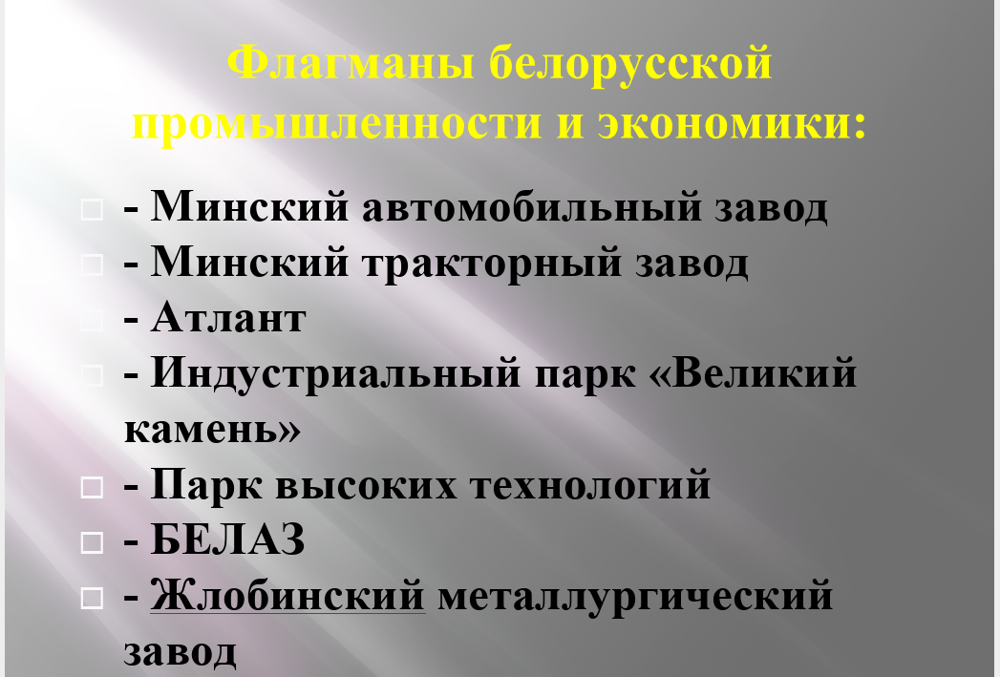 Флагманы белорусской
промышленности и экономики:
- Минский автомобильный завод
- Минский тракторный завод
- Атлант
- Индустриальный парк «Великий
камень»
- Парк высоких технологий
- БЕЛАЗ
- Жлобинский металлургический
завод